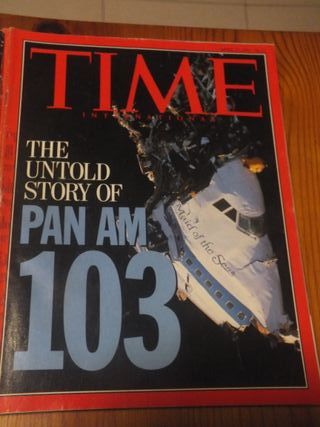 TIME
INTERNATIONAL
THE
UNTOLD
STORY OF
PAN AM
103
Maid of the Seas